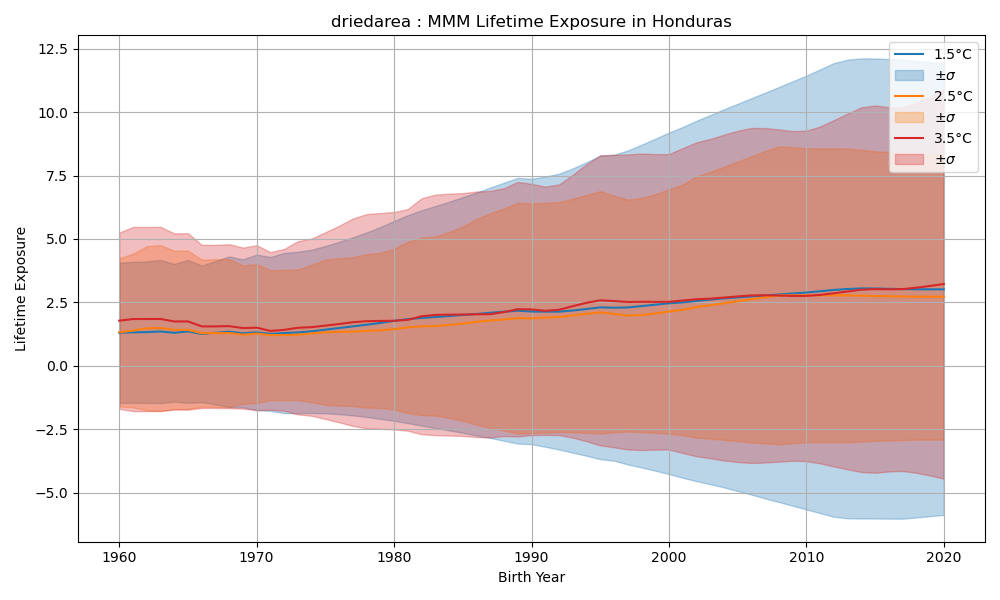 driedarea : MMM Lifetime Exposure in Honduras
12.5
10.0
7.5
5.0
2.5
0.0
−2.5
−5.0
Lifetime Exposure
1960 1970 1980 1990 2000 2010 2020
Birth Year
1.5°C
±σ
2.5°C
±σ
3.5°C
±σ